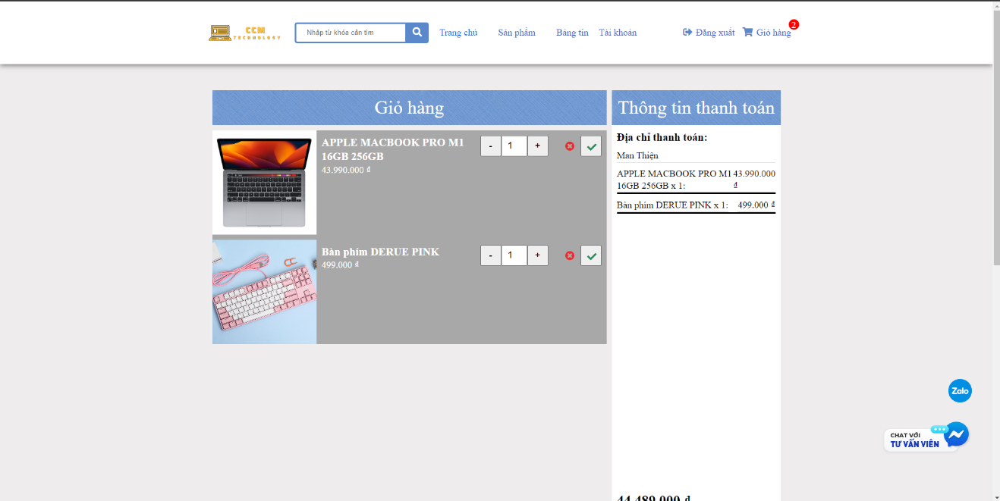 CCM
TECHNOLOGY
Nhập từ khóa cần tìm
Trang chủ
Sản phẩm
Bảng tin
Tài khoản
Đăng xuất
Giỏ hàng
2
Giỏ hàng
APPLE MACBOOK PRO M1
16GB 256GB
43.990.000 ₫
- 1 +
Bàn phím DERUE PINK
499.000 ₫
- 1 +
Thông tin thanh toán
Địa chỉ thanh toán:
Man Thiện
APPLE MACBOOK PRO M1 43.990.000
16GB 256GB x 1: ₫
Bàn phím DERUE PINK x 1: 499.000 ₫
44.489.000 ₫
Zalo
CHAT VỚI
TƯ VẤN VIÊN